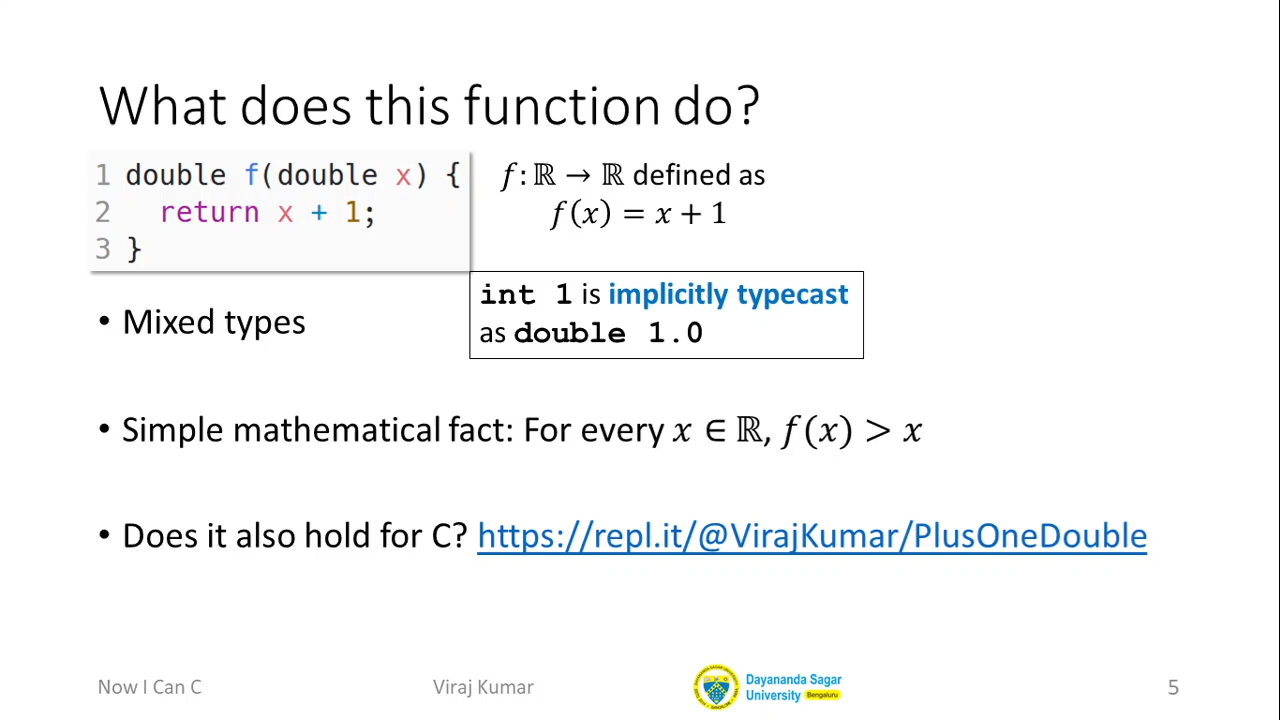 What does this function do?
1 double f(double x) {
2   return x + 1;
3 }
f: ℝ → ℝ defined as
f(x) = x + 1
int 1 is implicitly typecast
as double 1.0
• Mixed types
• Simple mathematical fact: For every x ∈ ℝ, f(x) > x
• Does it also hold for C? https://repl.it/@VirajKumar/PlusOneDouble
Now I Can C
Viraj Kumar
Dayananda Sagar
University Bengaluru
5